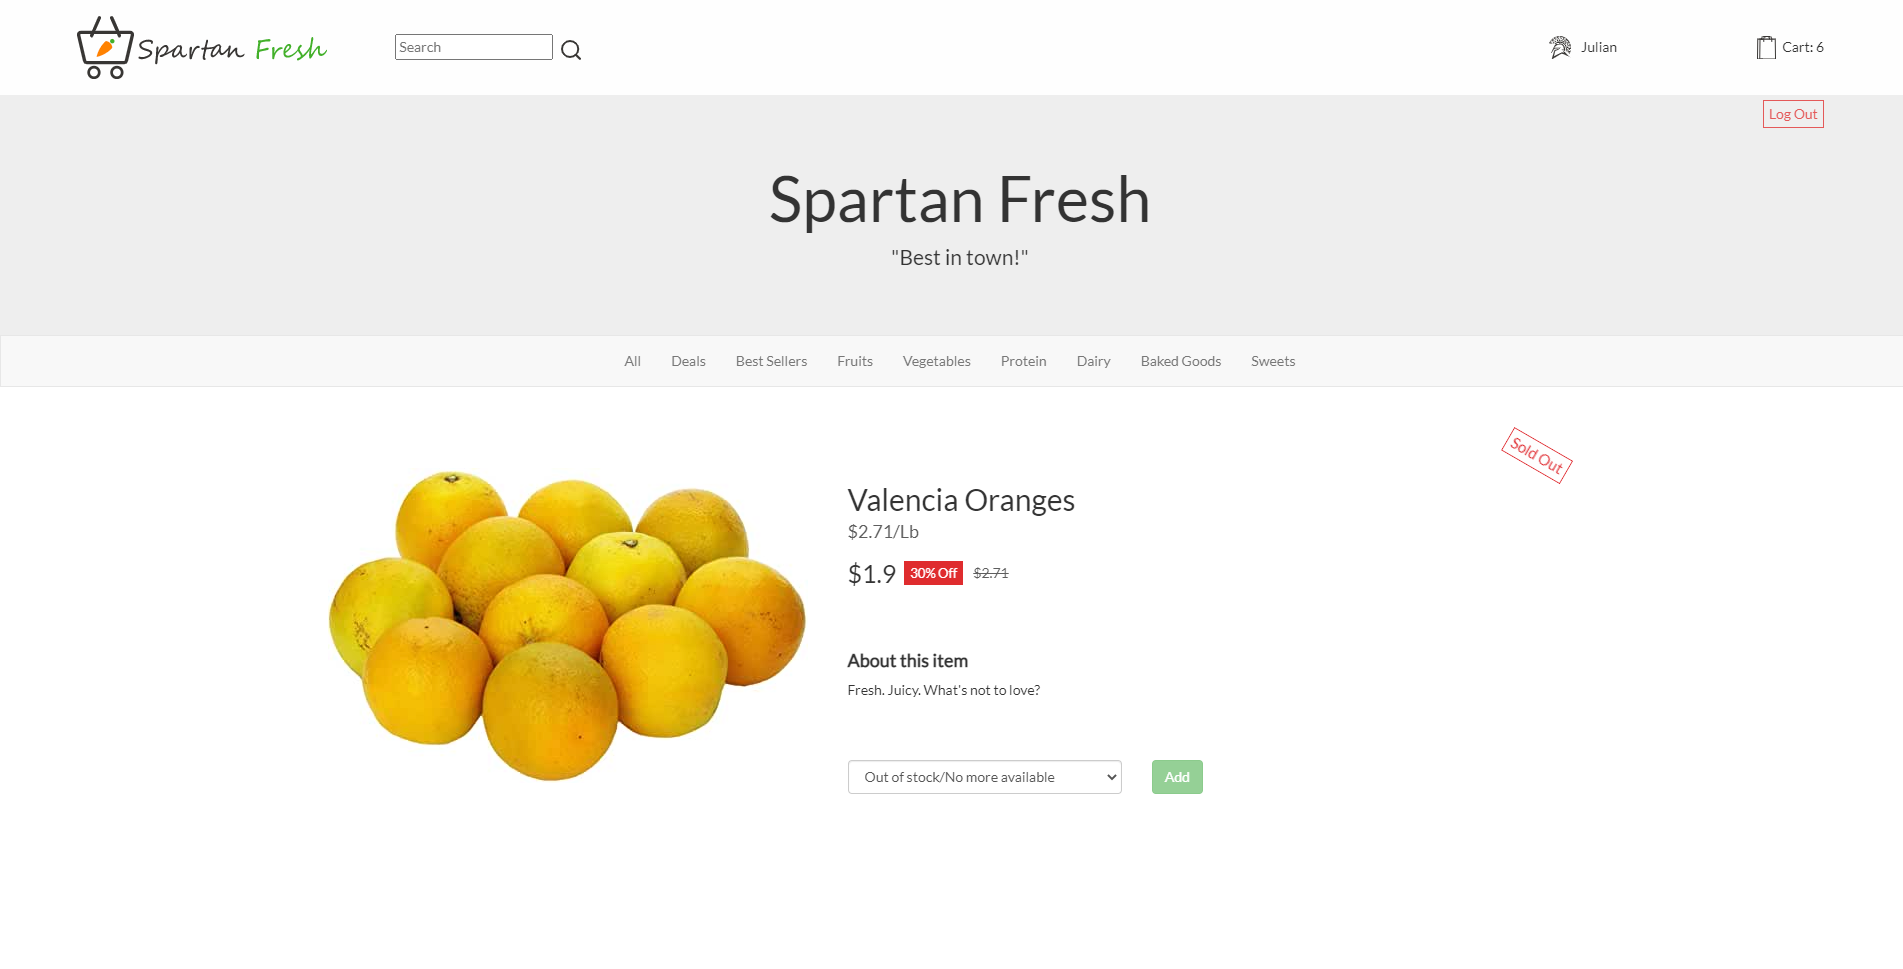 Spartan Fresh
Search
Julian
Cart: 6
Log Out
Spartan Fresh
"Best in town!"
All Deals Best Sellers Fruits Vegetables Protein Dairy Baked Goods Sweets
Sold Out
Valencia Oranges
$2.71/Lb
$1.9 30% Off $2.71
About this item
Fresh. Juicy. What's not to love?
Out of stock/No more available
Add